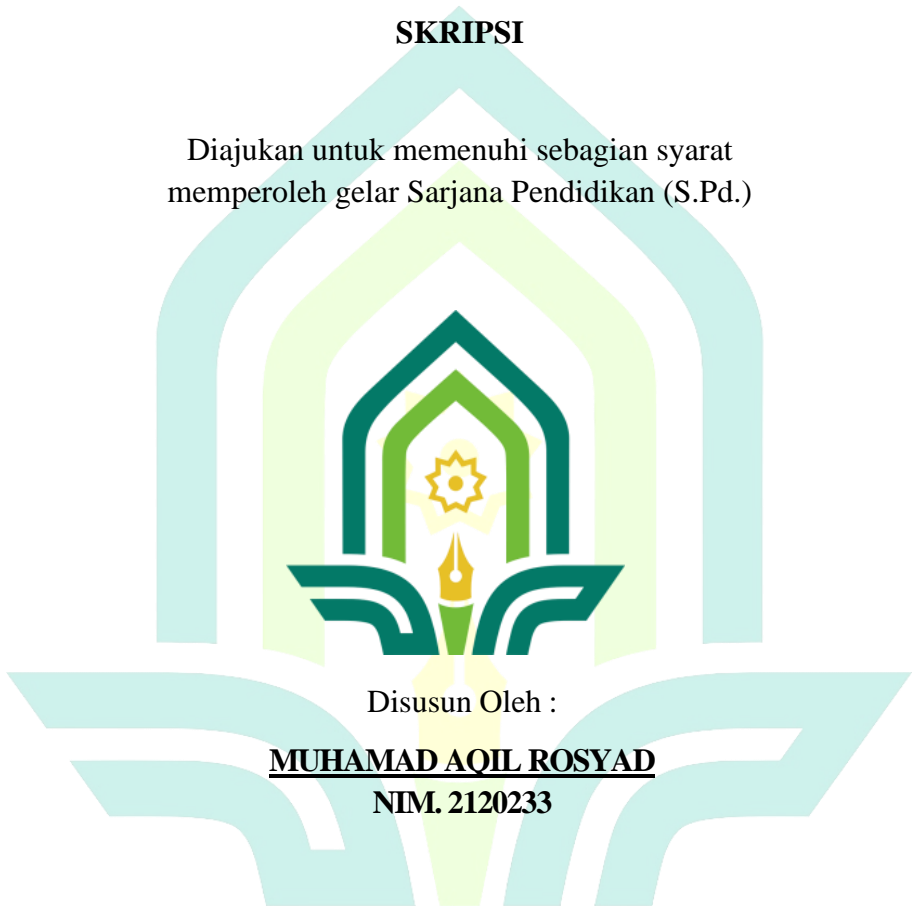 SKRIPSI
Diajukan untuk memenuhi sebagian syarat
memperoleh gelar Sarjana Pendidikan (S.Pd.)
Disusun Oleh :
MUHAMAD AQIL ROSYAD
NIM. 2120233